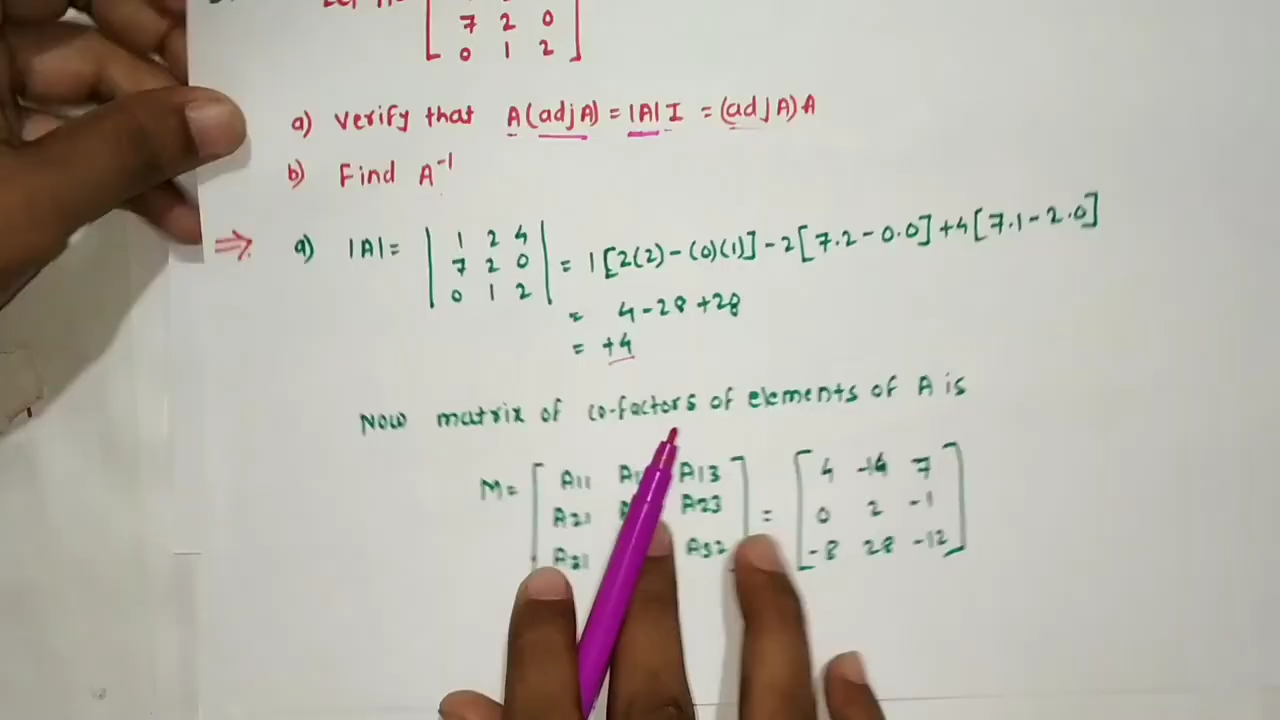 7 2 0
0 1 2
a) Verify that A(adjA) = |A| I = (adjA) A
b) Find A⁻¹
⇒ a) |A| = | 1 2 4 | = 1 [2(2) - (0)(1)] - 2 [7.2 - 0.0] + 4 [7.1 - 2.0]
7 2 0
0 1 2
= 4 - 28 + 28
= +4
Now matrix of co-factors of elements of A is
M = [ A11 A13 ] = [ 4 -14 7 ]
A21 A23 0 2 -1
A32 -8 28 -12